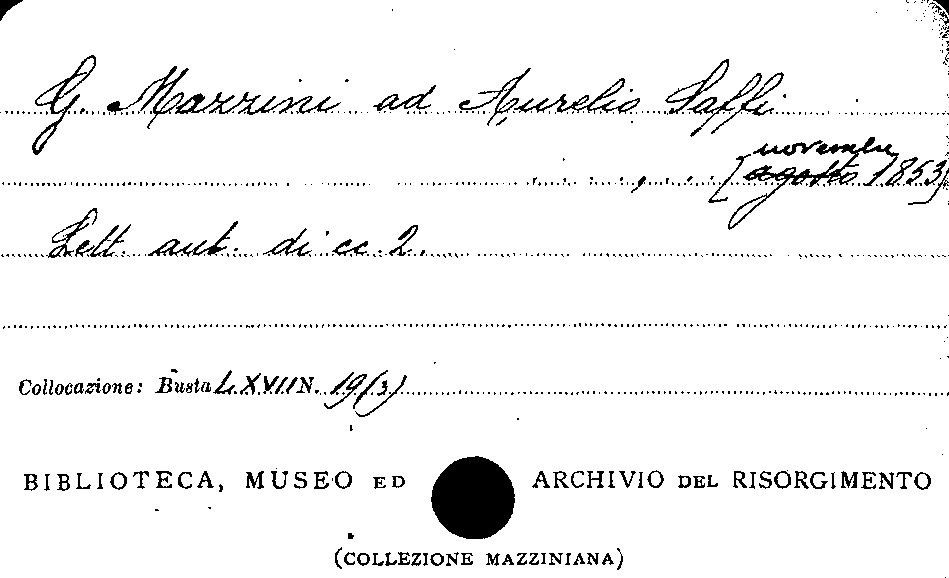 G. Mazzini ad Aurelio Saffi
..., .. [novembre agosto 1853]
Lett. aut. di cc. 2.
Collocazione: Busta LXVII N. 19(3)
BIBLIOTECA, MUSEO ED ARCHIVIO DEL RISORGIMENTO
(COLLEZIONE MAZZINIANA)